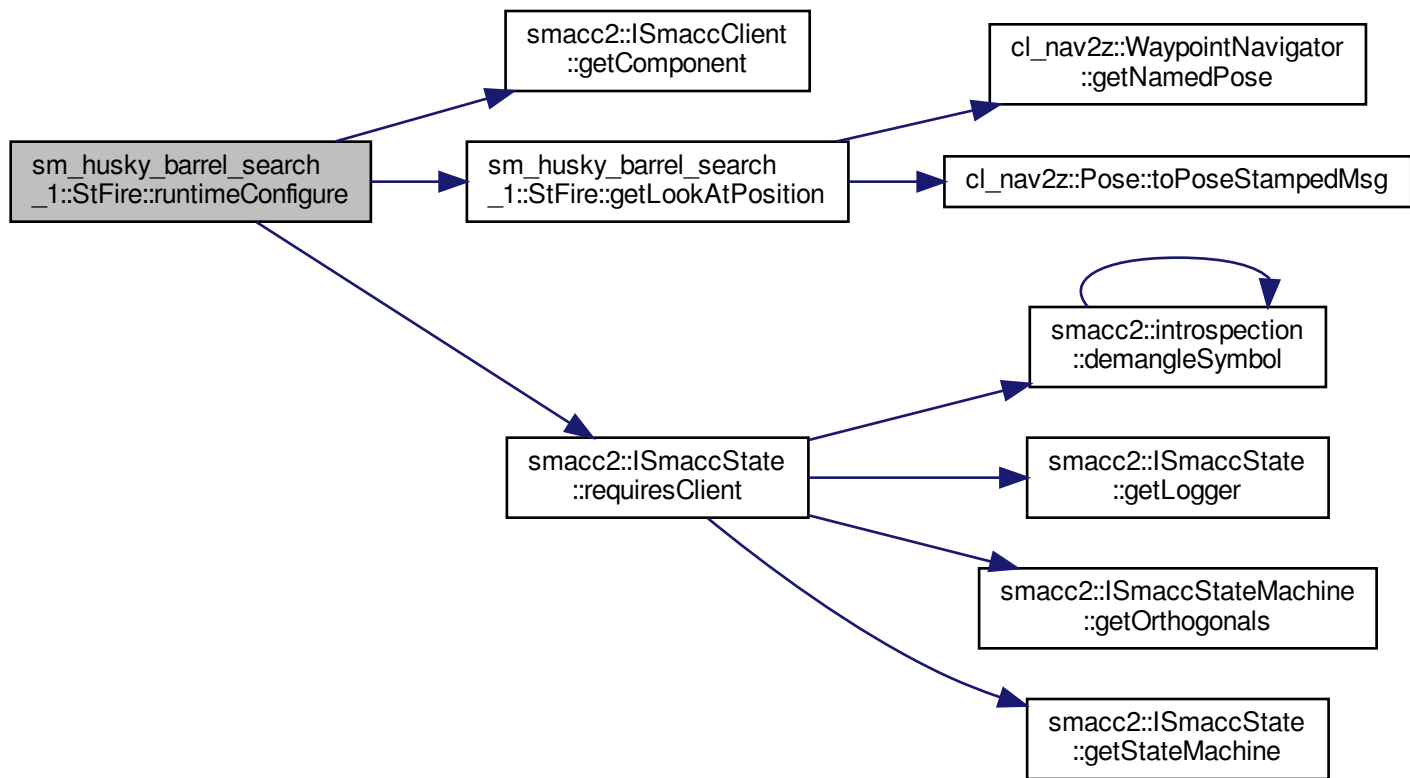 smacc2::ISmaccClient
::getComponent
cl_nav2z::WaypointNavigator
::getNamedPose
sm_husky_barrel_search
_1::StFire::runtimeConfigure
sm_husky_barrel_search
_1::StFire::getLookAtPosition
cl_nav2z::Pose::toPoseStampedMsg
smacc2::introspection
::demangleSymbol
smacc2::ISmaccState
::requiresClient
smacc2::ISmaccState
::getLogger
smacc2::ISmaccStateMachine
::getOrthogonals
smacc2::ISmaccState
::getStateMachine